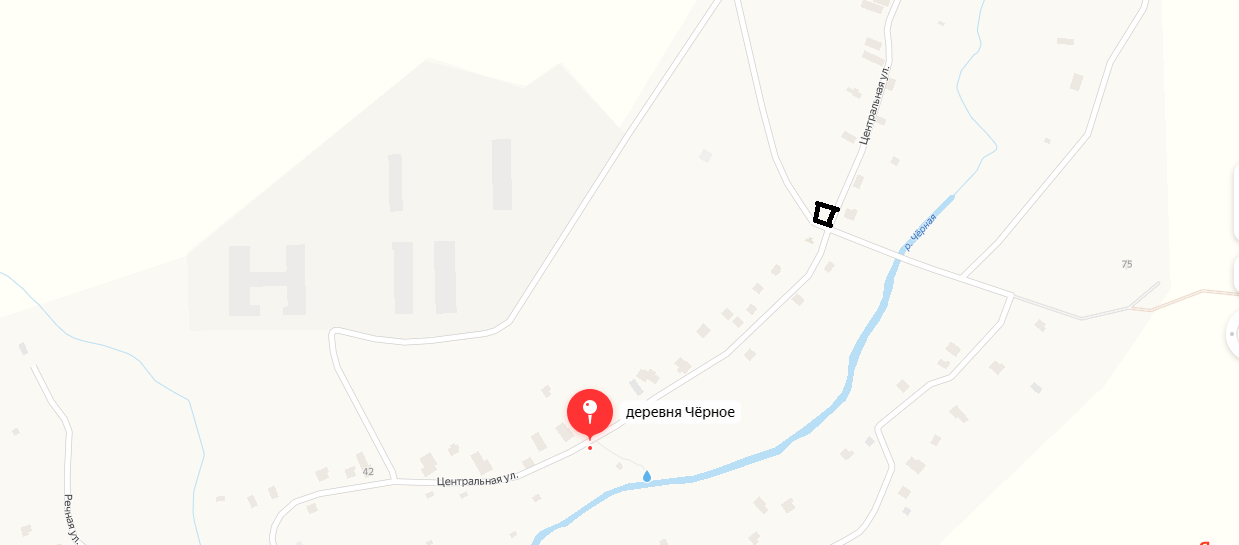 Центральная ул.
р. Чёрная
75
деревня Чёрное
42
Центральная ул.
Речная ул.